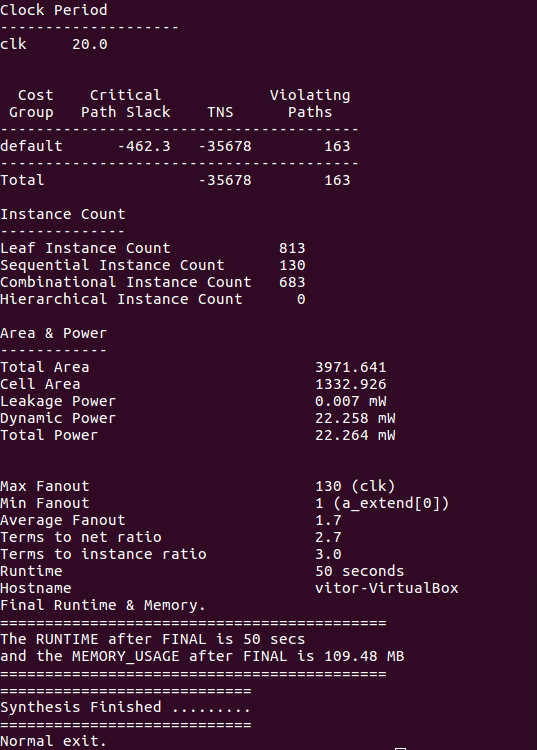 Clock Period
--------------------
clk     20.0
  Cost    Critical            Violating
 Group   Path Slack   TNS      Paths
----------------------------------------
default      -462.3   -35678        163
----------------------------------------
Total                 -35678        163
Instance Count
--------------
Leaf Instance Count            813
Sequential Instance Count      130
Combinational Instance Count   683
Hierarchical Instance Count      0
Area & Power
------------
Total Area                         3971.641
Cell Area                          1332.926
Leakage Power                      0.007 mW
Dynamic Power                      22.258 mW
Total Power                        22.264 mW
Max Fanout                         130 (clk)
Min Fanout                         1 (a_extend[0])
Average Fanout                     1.7
Terms to net ratio                 2.7
Terms to instance ratio            3.0
Runtime                            50 seconds
Hostname                           vitor-VirtualBox
Final Runtime & Memory.
===========================================
The RUNTIME after FINAL is 50 secs
and the MEMORY_USAGE after FINAL is 109.48 MB
===========================================
============================
Synthesis Finished .........
============================
Normal exit.